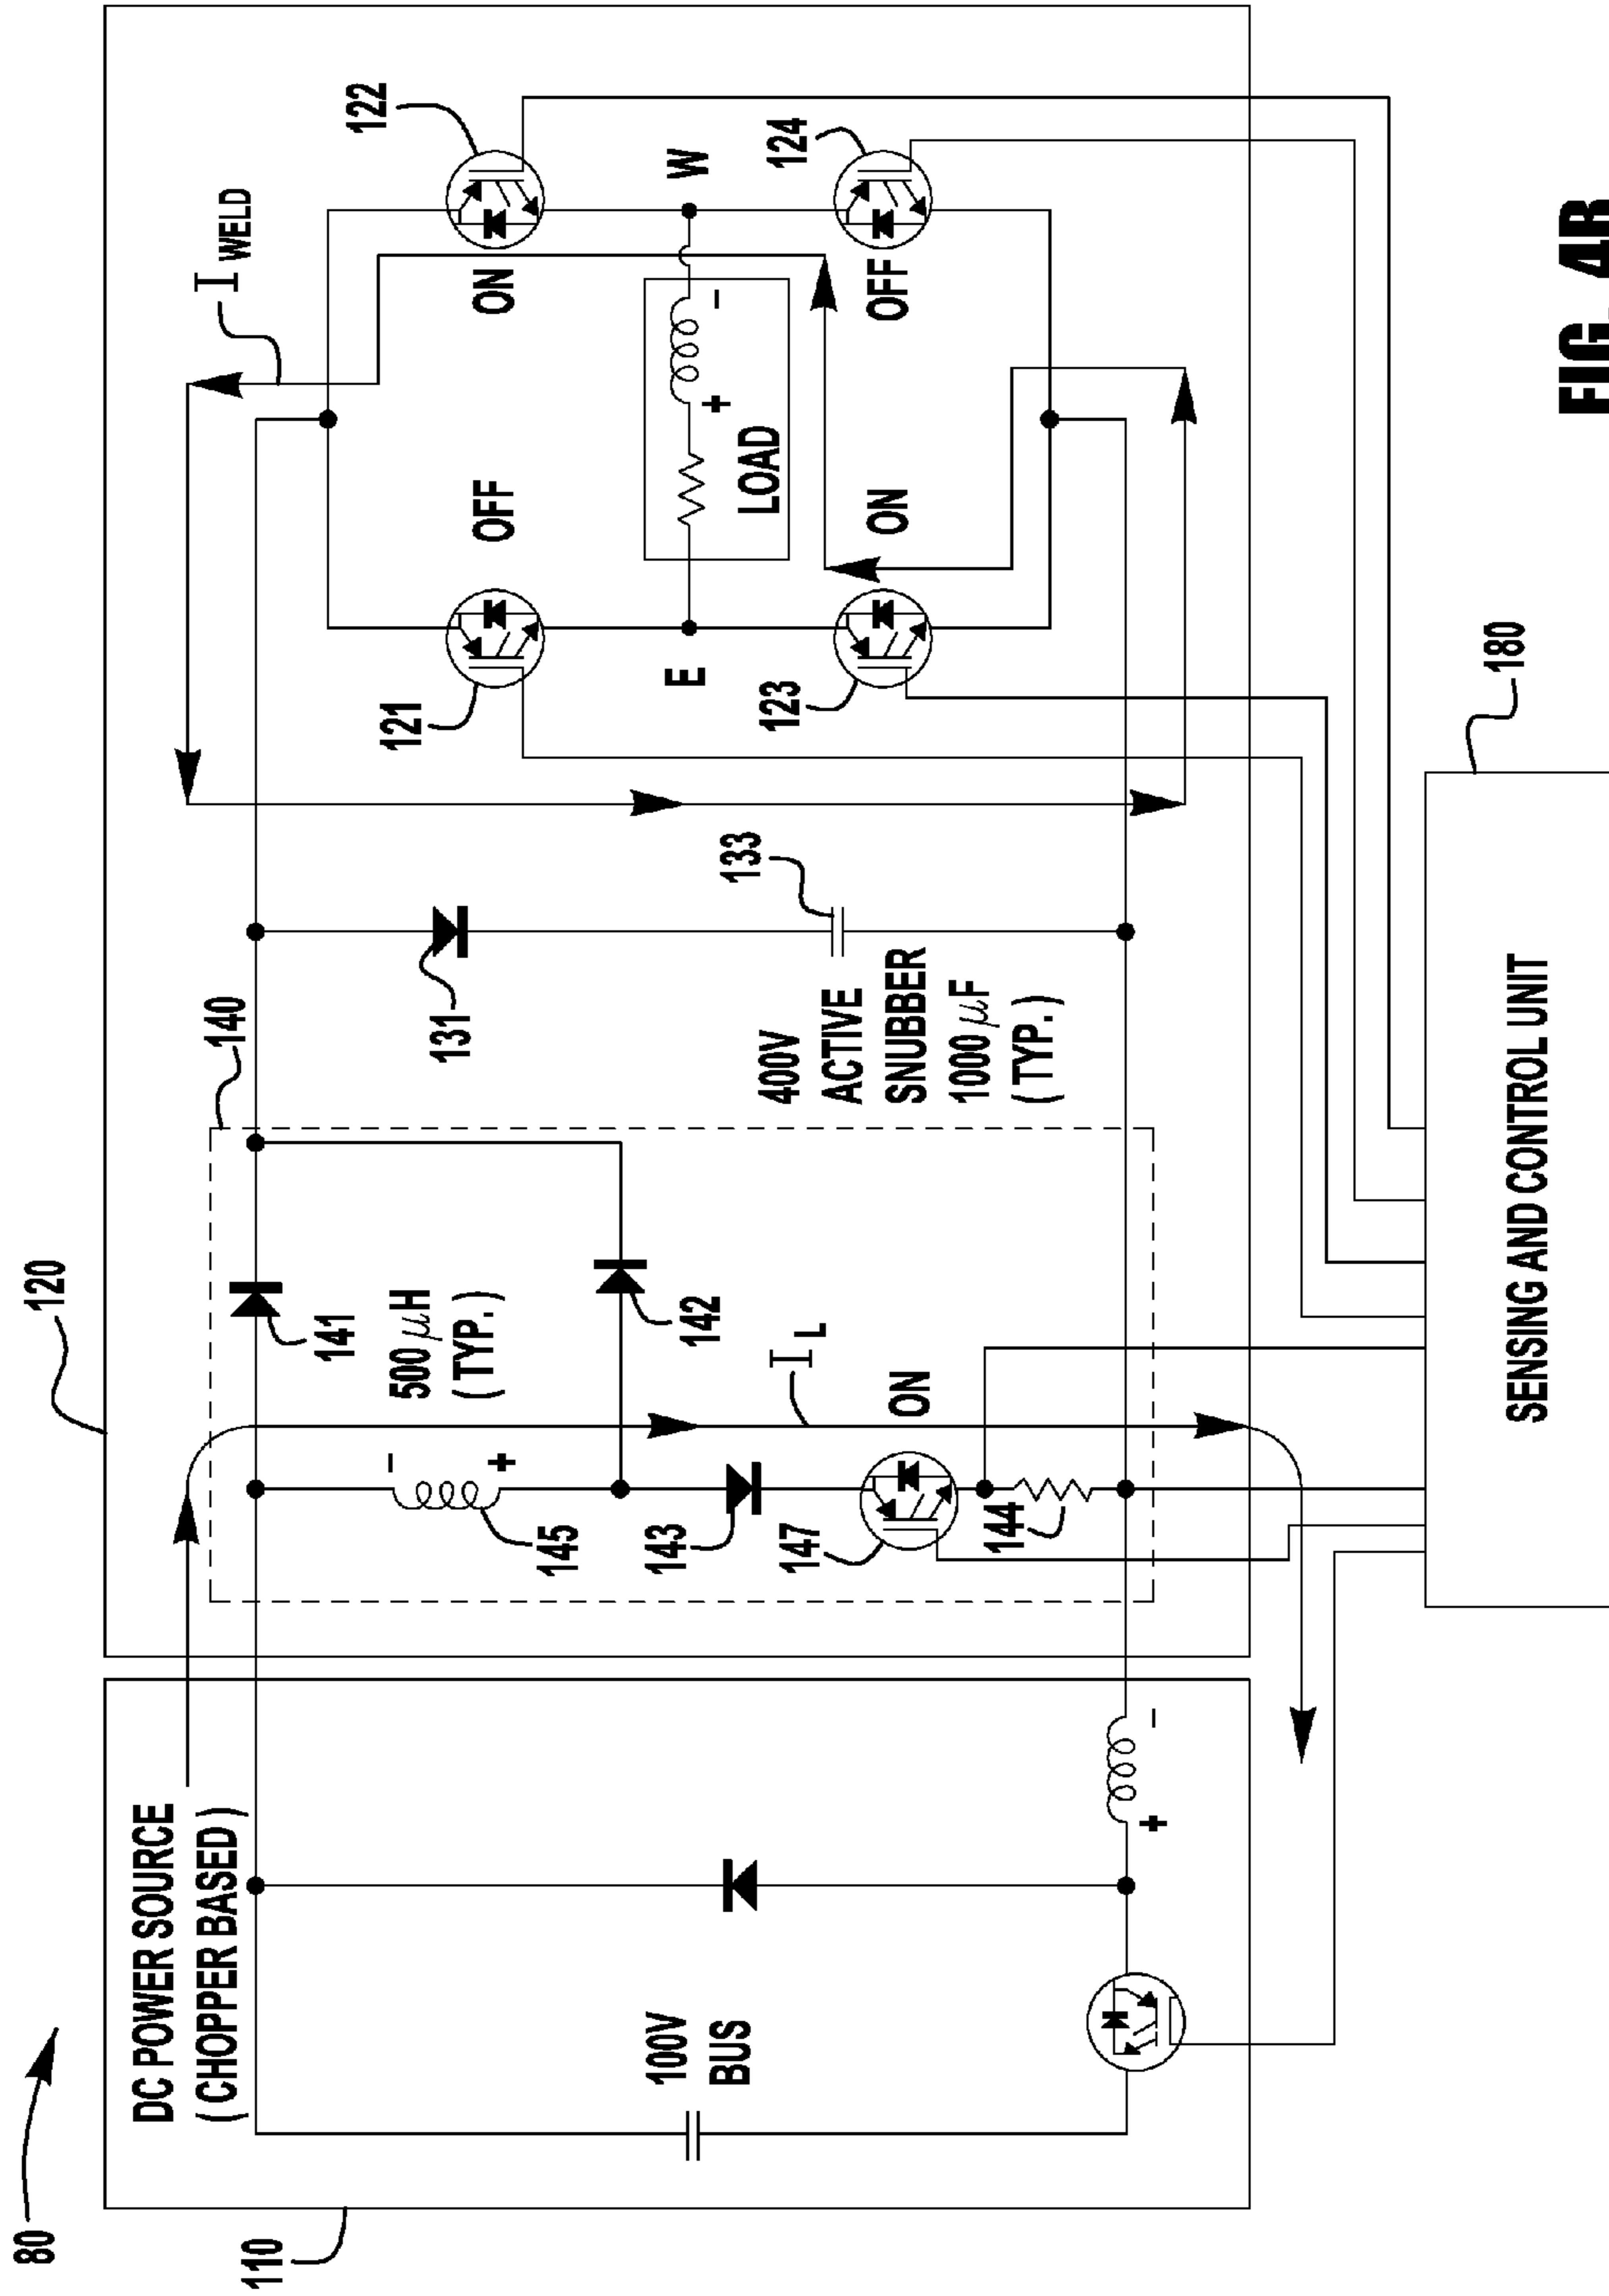 80
110
DC POWER SOURCE
(CHOPPER BASED)
100V
BUS
+
-
120
140
141
500 μH
(TYP.)
-
+
145
142
143
I L
147
ON
144
131
133
400V
ACTIVE
SNUBBER
1000 μF
(TYP.)
I WELD
121
OFF
122
ON
E
W
+
-
LOAD
123
ON
124
OFF
180
SENSING AND CONTROL UNIT
FIG. 4B